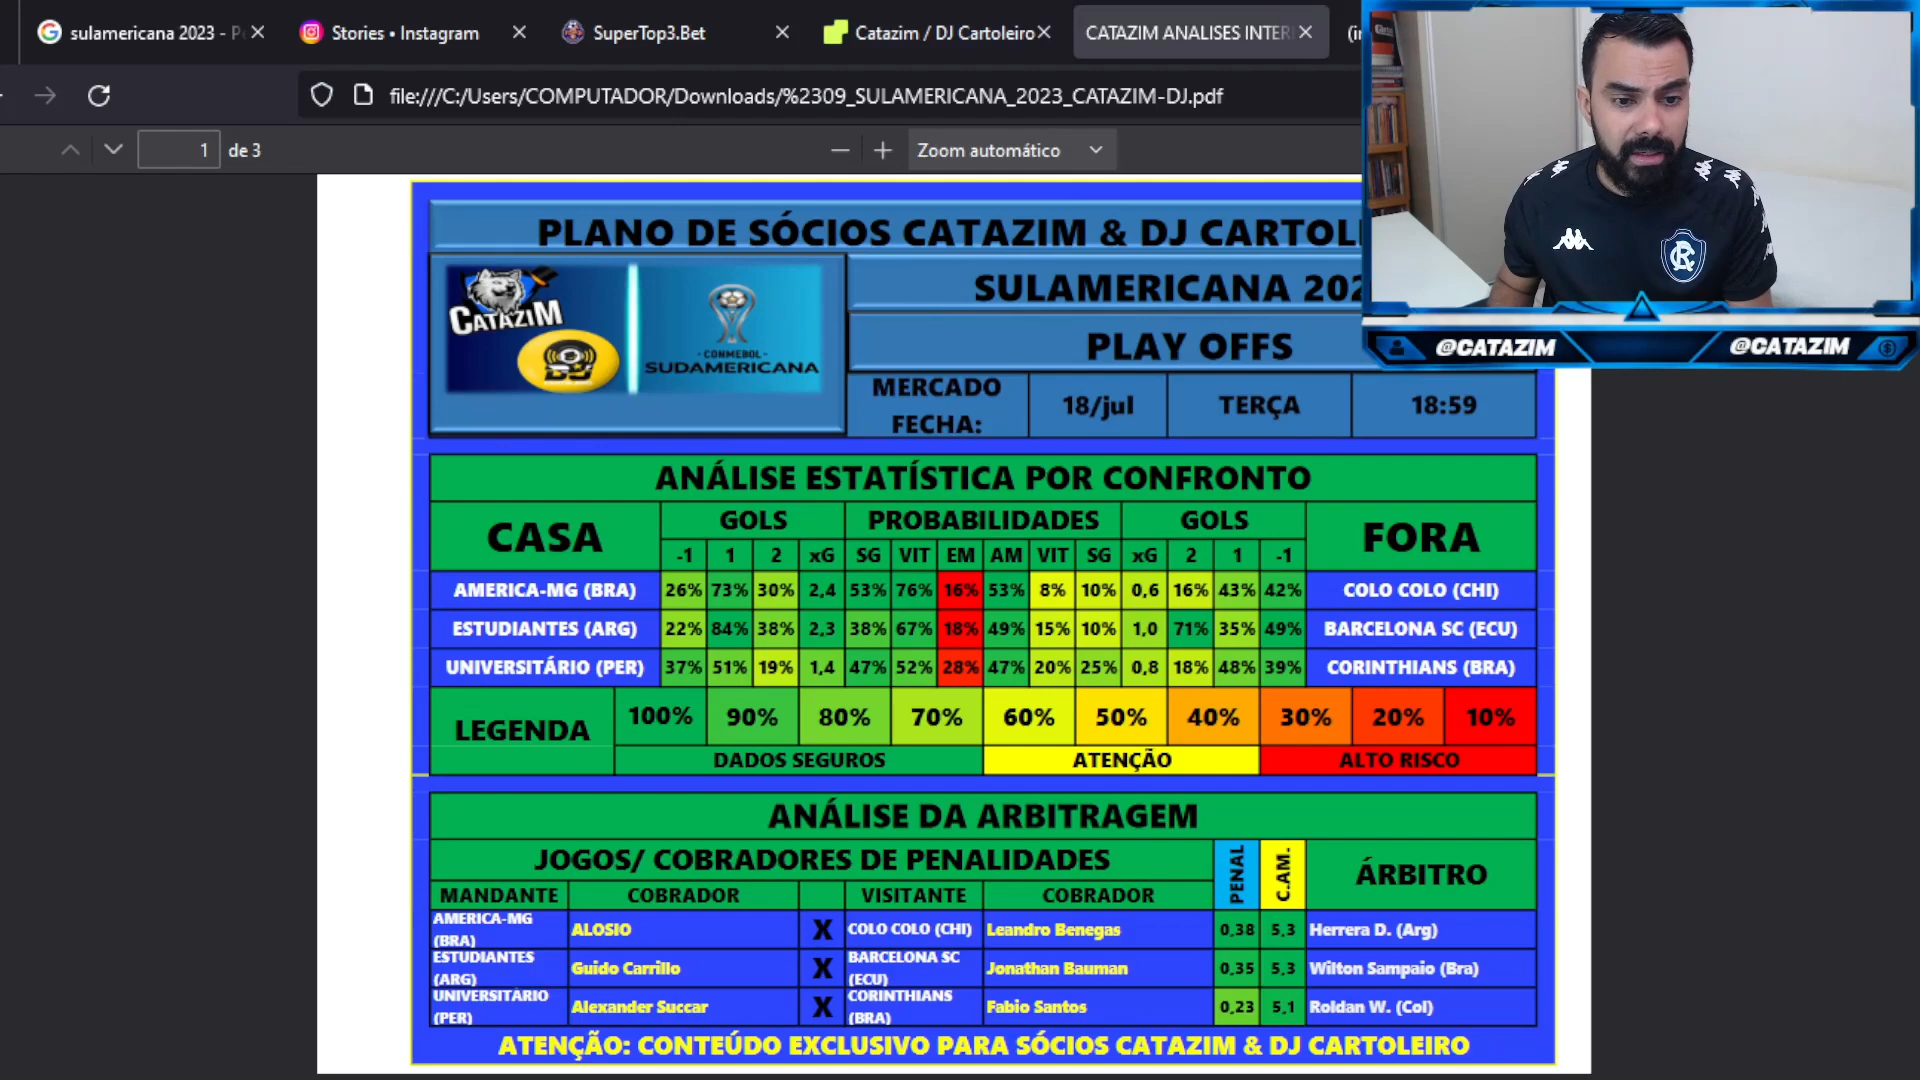 sulamericana 2023 - P
Stories • Instagram
SuperTop3.Bet
Catazim / DJ Cartoleiro
CATAZIM ANALISES INTER
file:///C:/Users/COMPUTADOR/Downloads/%2309_SULAMERICANA_2023_CATAZIM-DJ.pdf
1 de 3
Zoom automático
@CATAZIM @CATAZIM
PLANO DE SÓCIOS CATAZIM & DJ CARTOL
CATAZIM
DJ
CONMEBOL
SUDAMERICANA
SULAMERICANA 202
PLAY OFFS
MERCADO FECHA: 18/jul TERÇA 18:59
ANÁLISE ESTATÍSTICA POR CONFRONTO
CASA GOLS PROBABILIDADES GOLS FORA
-1 1 2 xG SG VIT EM AM VIT SG xG 2 1 -1
AMERICA-MG (BRA) 26% 73% 30% 2,4 53% 76% 16% 53% 8% 10% 0,6 16% 43% 42% COLO COLO (CHI)
ESTUDIANTES (ARG) 22% 84% 38% 2,3 38% 67% 18% 49% 15% 10% 1,0 71% 35% 49% BARCELONA SC (ECU)
UNIVERSITÁRIO (PER) 37% 51% 19% 1,4 47% 52% 28% 47% 20% 25% 0,8 18% 48% 39% CORINTHIANS (BRA)
LEGENDA 100% 90% 80% 70% 60% 50% 40% 30% 20% 10%
DADOS SEGUROS ATENÇÃO ALTO RISCO
ANÁLISE DA ARBITRAGEM
JOGOS/ COBRADORES DE PENALIDADES PENAL C.AM. ÁRBITRO
MANDANTE COBRADOR VISITANTE COBRADOR
AMERICA-MG (BRA) ALOSIO X COLO COLO (CHI) Leandro Benegas 0,38 5,3 Herrera D. (Arg)
ESTUDIANTES (ARG) Guido Carrillo X BARCELONA SC (ECU) Jonathan Bauman 0,35 5,3 Wilton Sampaio (Bra)
UNIVERSITÁRIO (PER) Alexander Succar X CORINTHIANS (BRA) Fabio Santos 0,23 5,1 Roldan W. (Col)
ATENÇÃO: CONTEÚDO EXCLUSIVO PARA SÓCIOS CATAZIM & DJ CARTOLEIRO